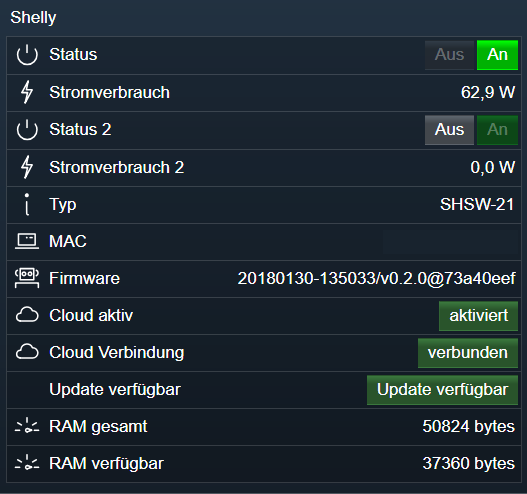 Shelly
Status Aus An
Stromverbrauch 62,9 W
Status 2 Aus An
Stromverbrauch 2 0,0 W
Typ SHSW-21
MAC
Firmware 20180130-135033/v0.2.0@73a40eef
Cloud aktiv aktiviert
Cloud Verbindung verbunden
Update verfügbar Update verfügbar
RAM gesamt 50824 bytes
RAM verfügbar 37360 bytes